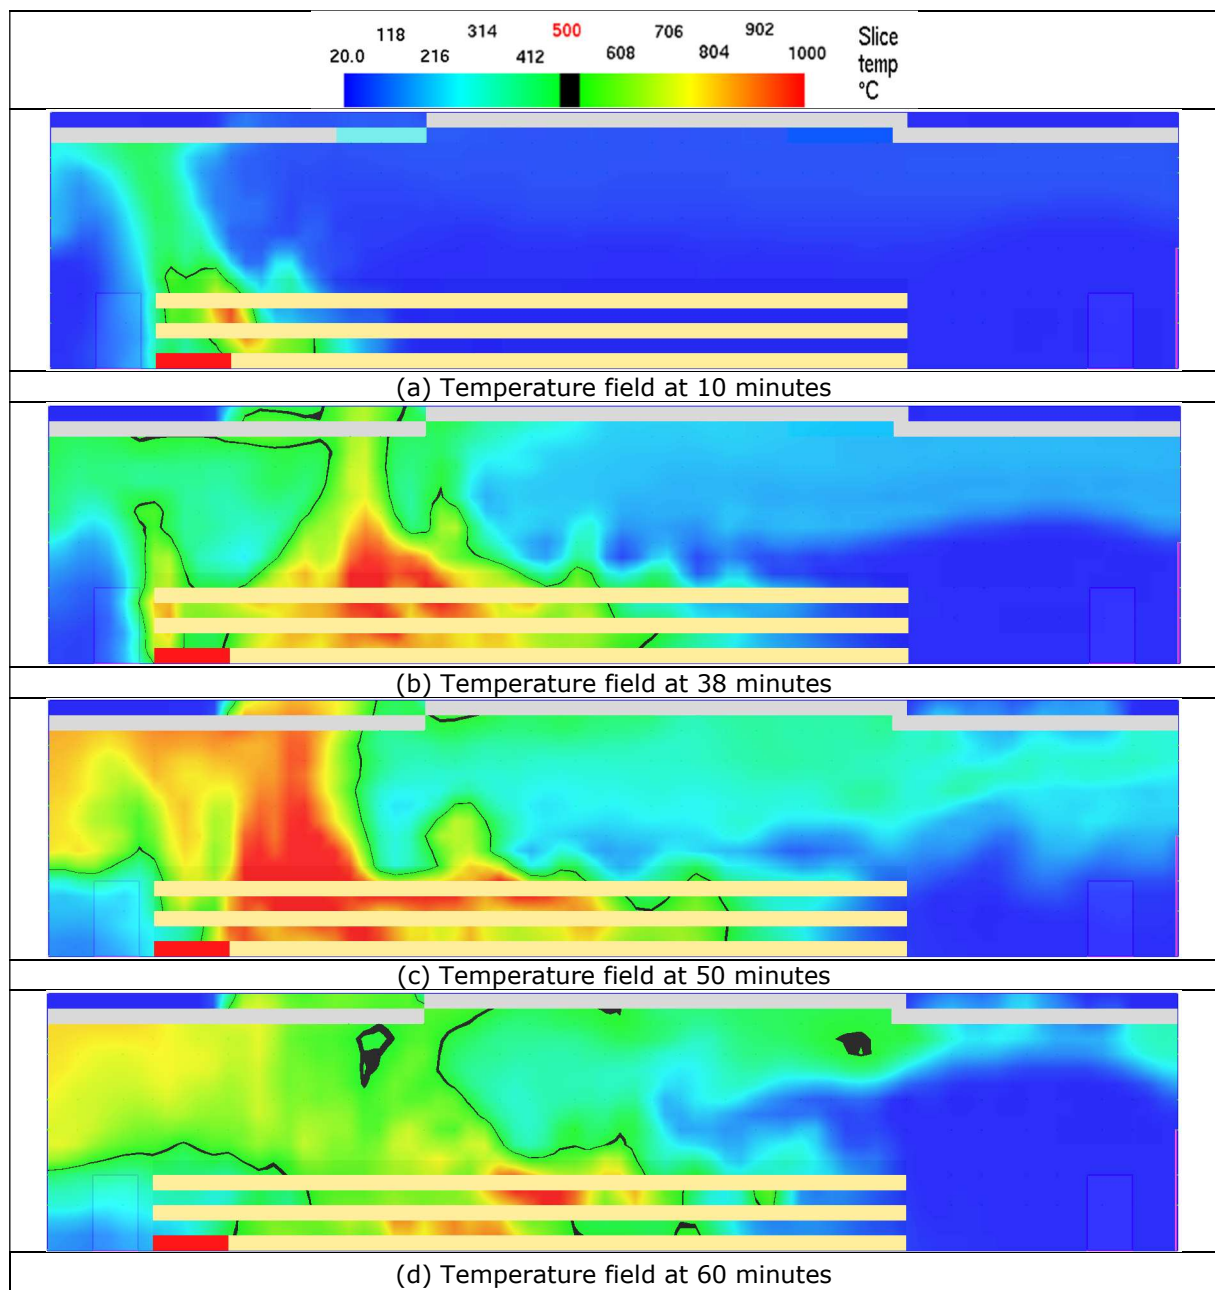 118 314 500 706 902
20.0 216 412 608 804 1000
Slice
temp
°C
(a) Temperature field at 10 minutes
(b) Temperature field at 38 minutes
(c) Temperature field at 50 minutes
(d) Temperature field at 60 minutes